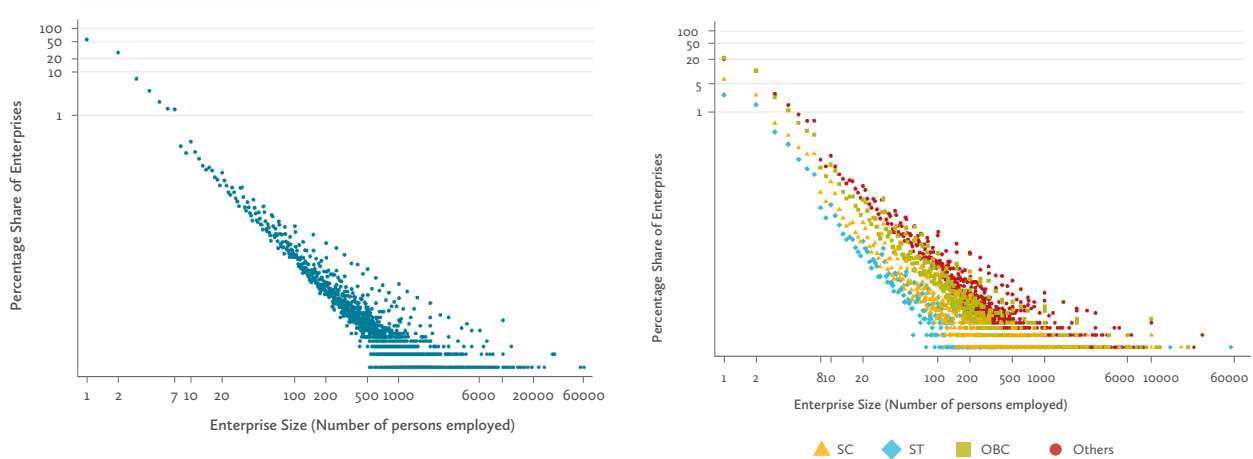 100
50
20
10
1
Percentage Share of Enterprises
1 2 7 10 20 100 200 500 1000 6000 20000 60000
Enterprise Size (Number of persons employed)
100
50
20
5
1
Percentage Share of Enterprises
1 2 8 10 20 100 200 500 1000 6000 10000 60000
Enterprise Size (Number of persons employed)
SC ST OBC Others